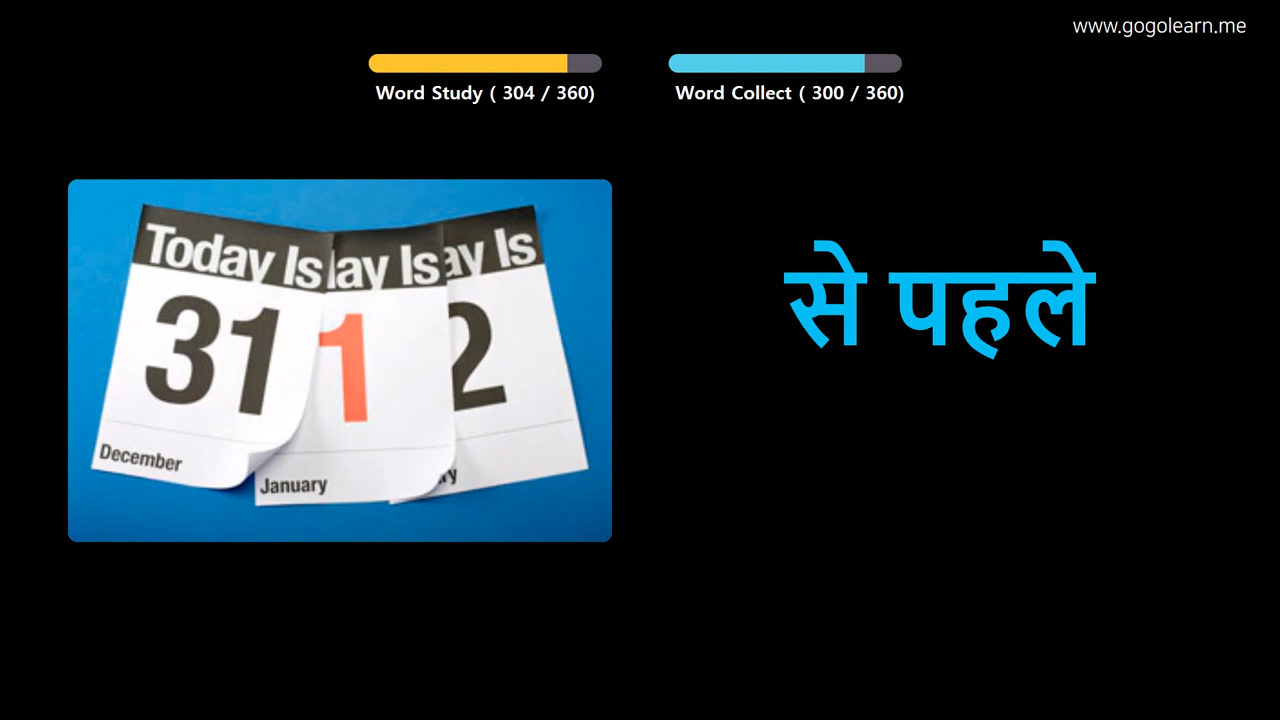 www.gogolearn.me
Word Study ( 304 / 360)
Word Collect ( 300 / 360)
Today Is
ay Is
ay Is
31
1
2
December
January
ry
से पहले